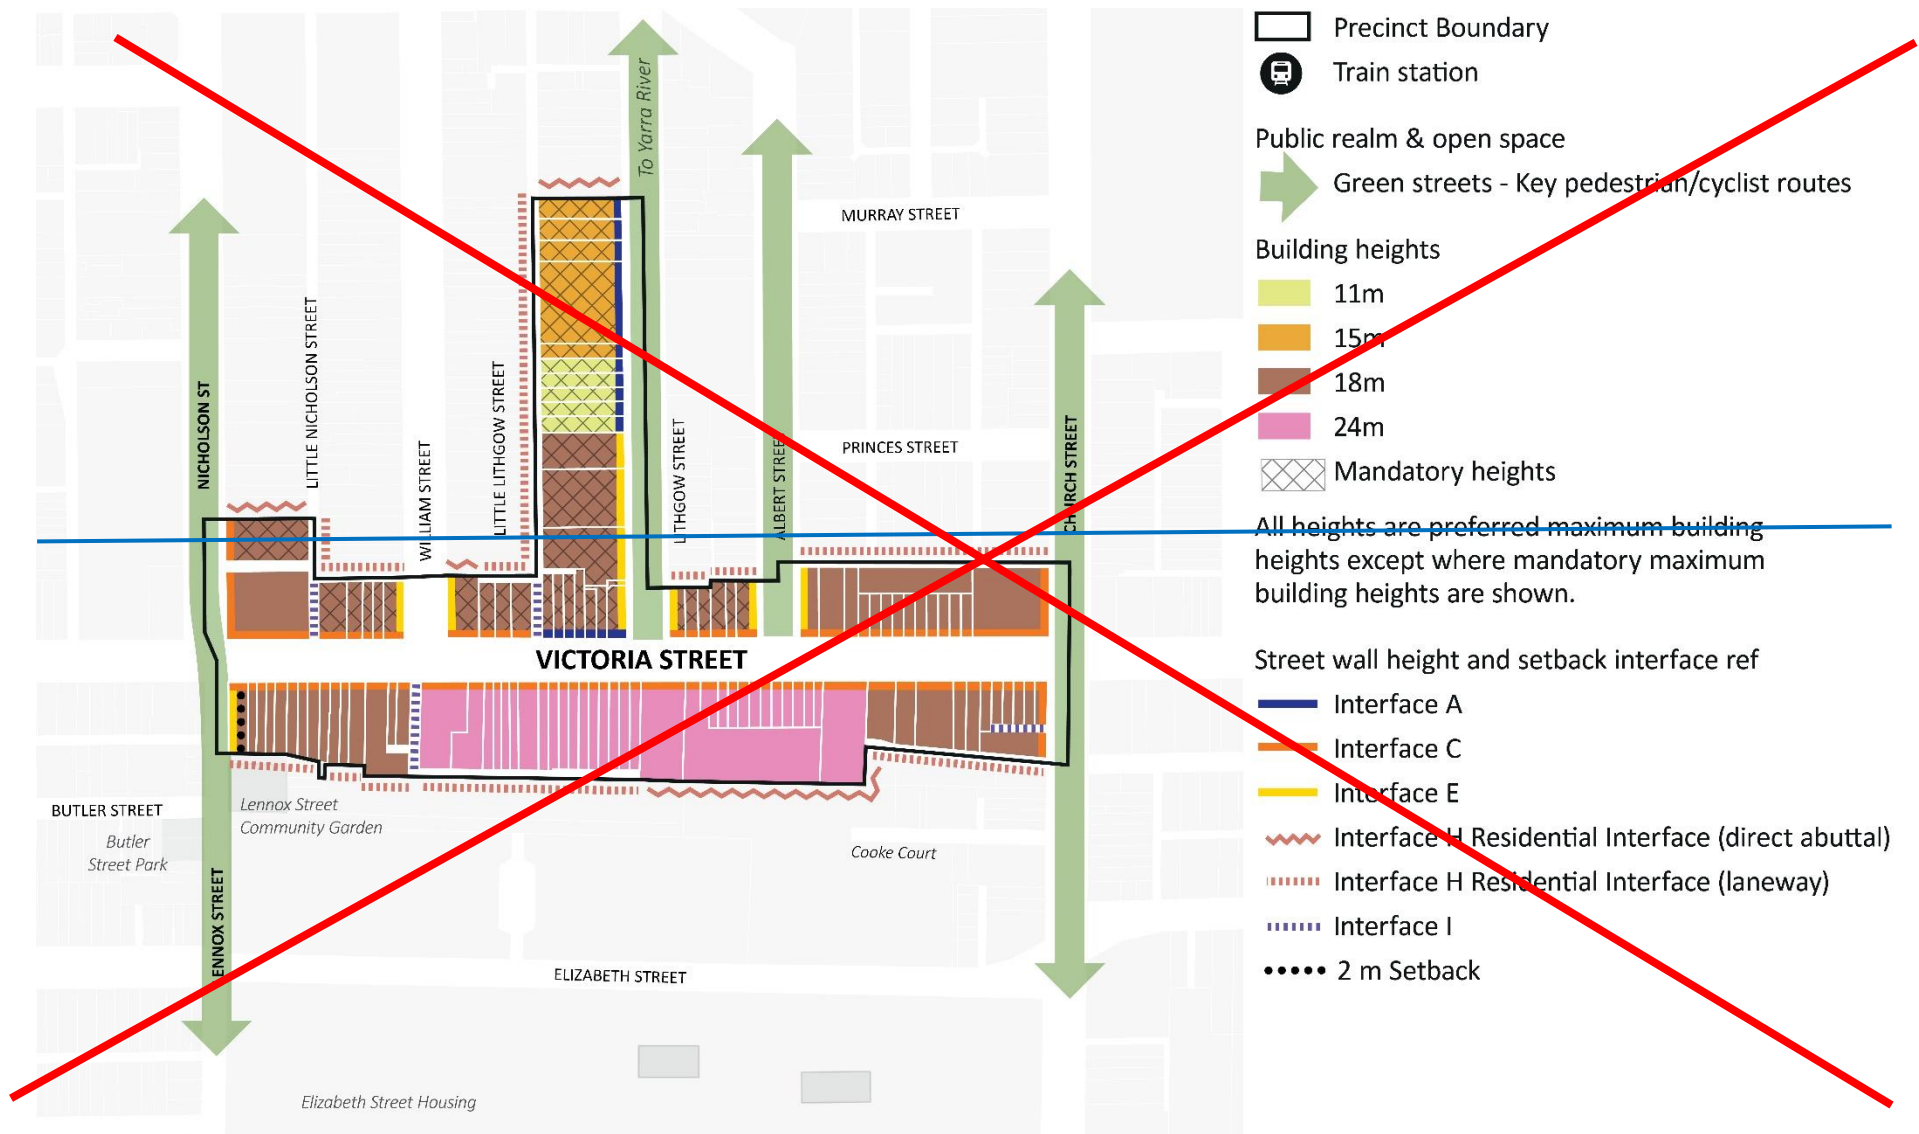 Precinct Boundary
Train station
Public realm & open space
Green streets - Key pedestrian/cyclist routes
Building heights
11m
15m
18m
24m
Mandatory heights
All heights are preferred maximum building
heights except where mandatory maximum
building heights are shown.
Street wall height and setback interface ref
Interface A
Interface C
Interface E
Interface H Residential Interface (direct abuttal)
Interface H Residential Interface (laneway)
Interface I
2 m Setback
To Yarra River
MURRAY STREET
NICHOLSON ST
LITTLE NICHOLSON STREET
WILLIAM STREET
LITTLE LITHGOW STREET
LITHGOW STREET
ALBERT STREET
PRINCES STREET
CHURCH STREET
VICTORIA STREET
BUTLER STREET
Butler
Street Park
Lennox Street
Community Garden
LENNOX STREET
Cooke Court
ELIZABETH STREET
Elizabeth Street Housing